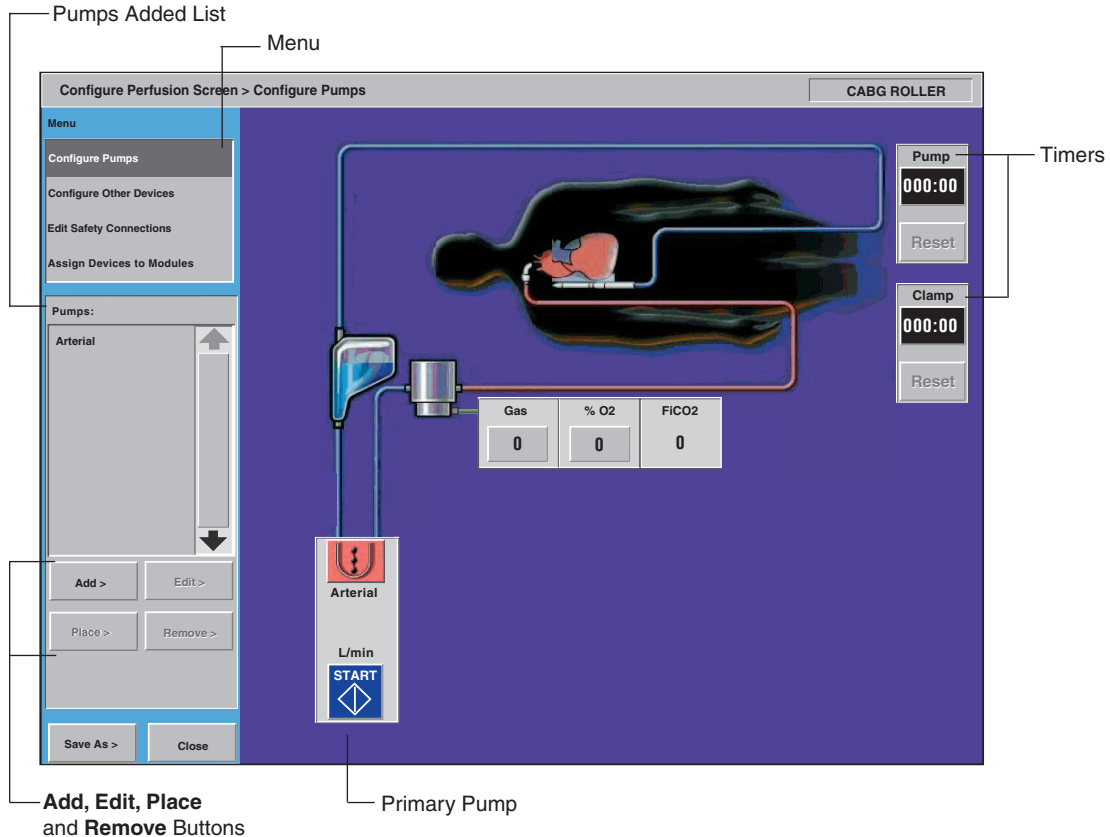 Pumps Added List
Menu
Configure Perfusion Screen > Configure Pumps
CABG ROLLER
Menu
Configure Pumps
Configure Other Devices
Edit Safety Connections
Assign Devices to Modules
Pumps:
Arterial
Add >
Edit >
Place >
Remove >
Save As >
Close
Pump
000:00
Reset
Clamp
000:00
Reset
Timers
Gas
% O2
FiCO2
0
0
0
Arterial
L/min
START
Add, Edit, Place
and Remove Buttons
Primary Pump